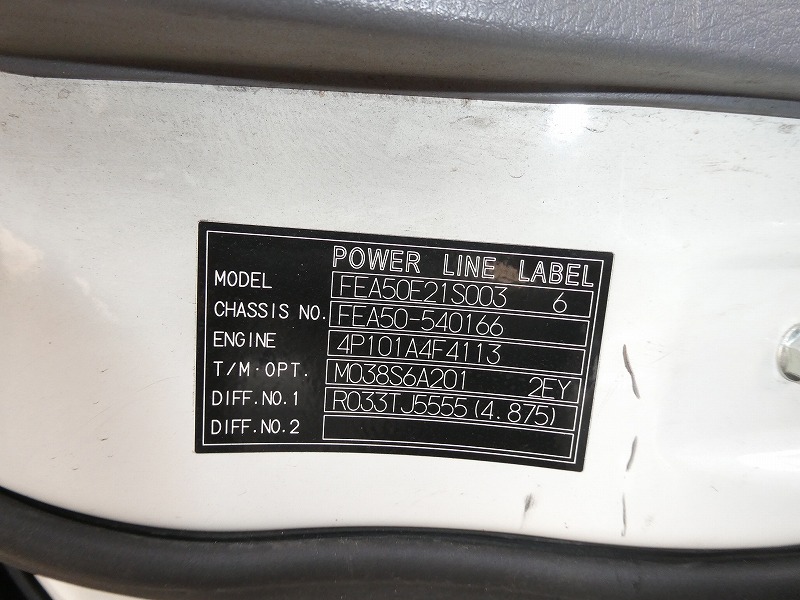 POWER LINE LABEL
MODEL FEA50E21S003 6
CHASSIS NO. FEA50-540166
ENGINE 4P101A4F4113
T/M·OPT. M038S6A201 2EY
DIFF.NO.1 R033TJ5555(4.875)
DIFF.NO.2